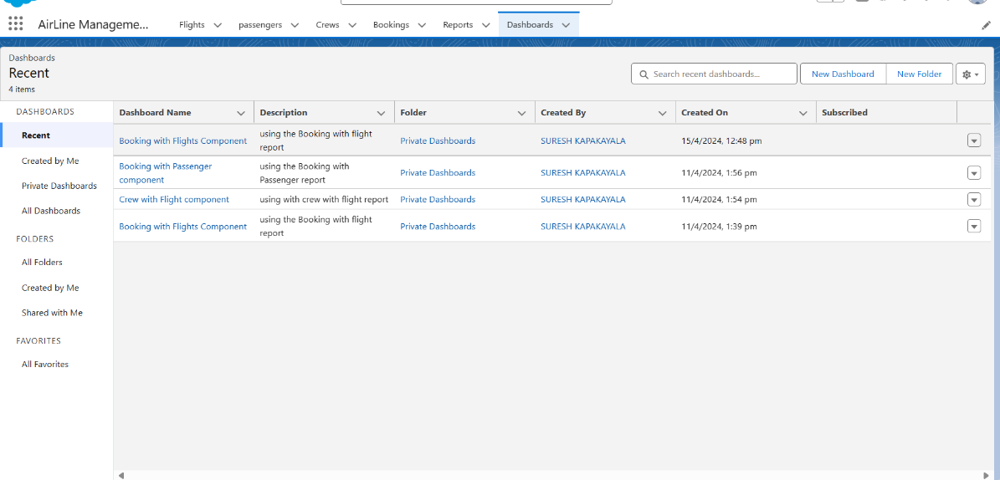 AirLine Manageme...
Flights
passengers
Crews
Bookings
Reports
Dashboards
Dashboards
Recent
4 items
Search recent dashboards...
New Dashboard
New Folder
DASHBOARDS
Recent
Created by Me
Private Dashboards
All Dashboards
FOLDERS
All Folders
Created by Me
Shared with Me
FAVORITES
All Favorites
Dashboard Name
Description
Folder
Created By
Created On
Subscribed
Booking with Flights Component
using the Booking with flight
report
Private Dashboards
SURESH KAPAKAYALA
15/4/2024, 12:48 pm
Booking with Passenger
component
using the Booking with
Passenger report
Private Dashboards
SURESH KAPAKAYALA
11/4/2024, 1:56 pm
Crew with Flight component
using with crew with flight report
Private Dashboards
SURESH KAPAKAYALA
11/4/2024, 1:54 pm
Booking with Flights Component
using the Booking with flight
report
Private Dashboards
SURESH KAPAKAYALA
11/4/2024, 1:39 pm